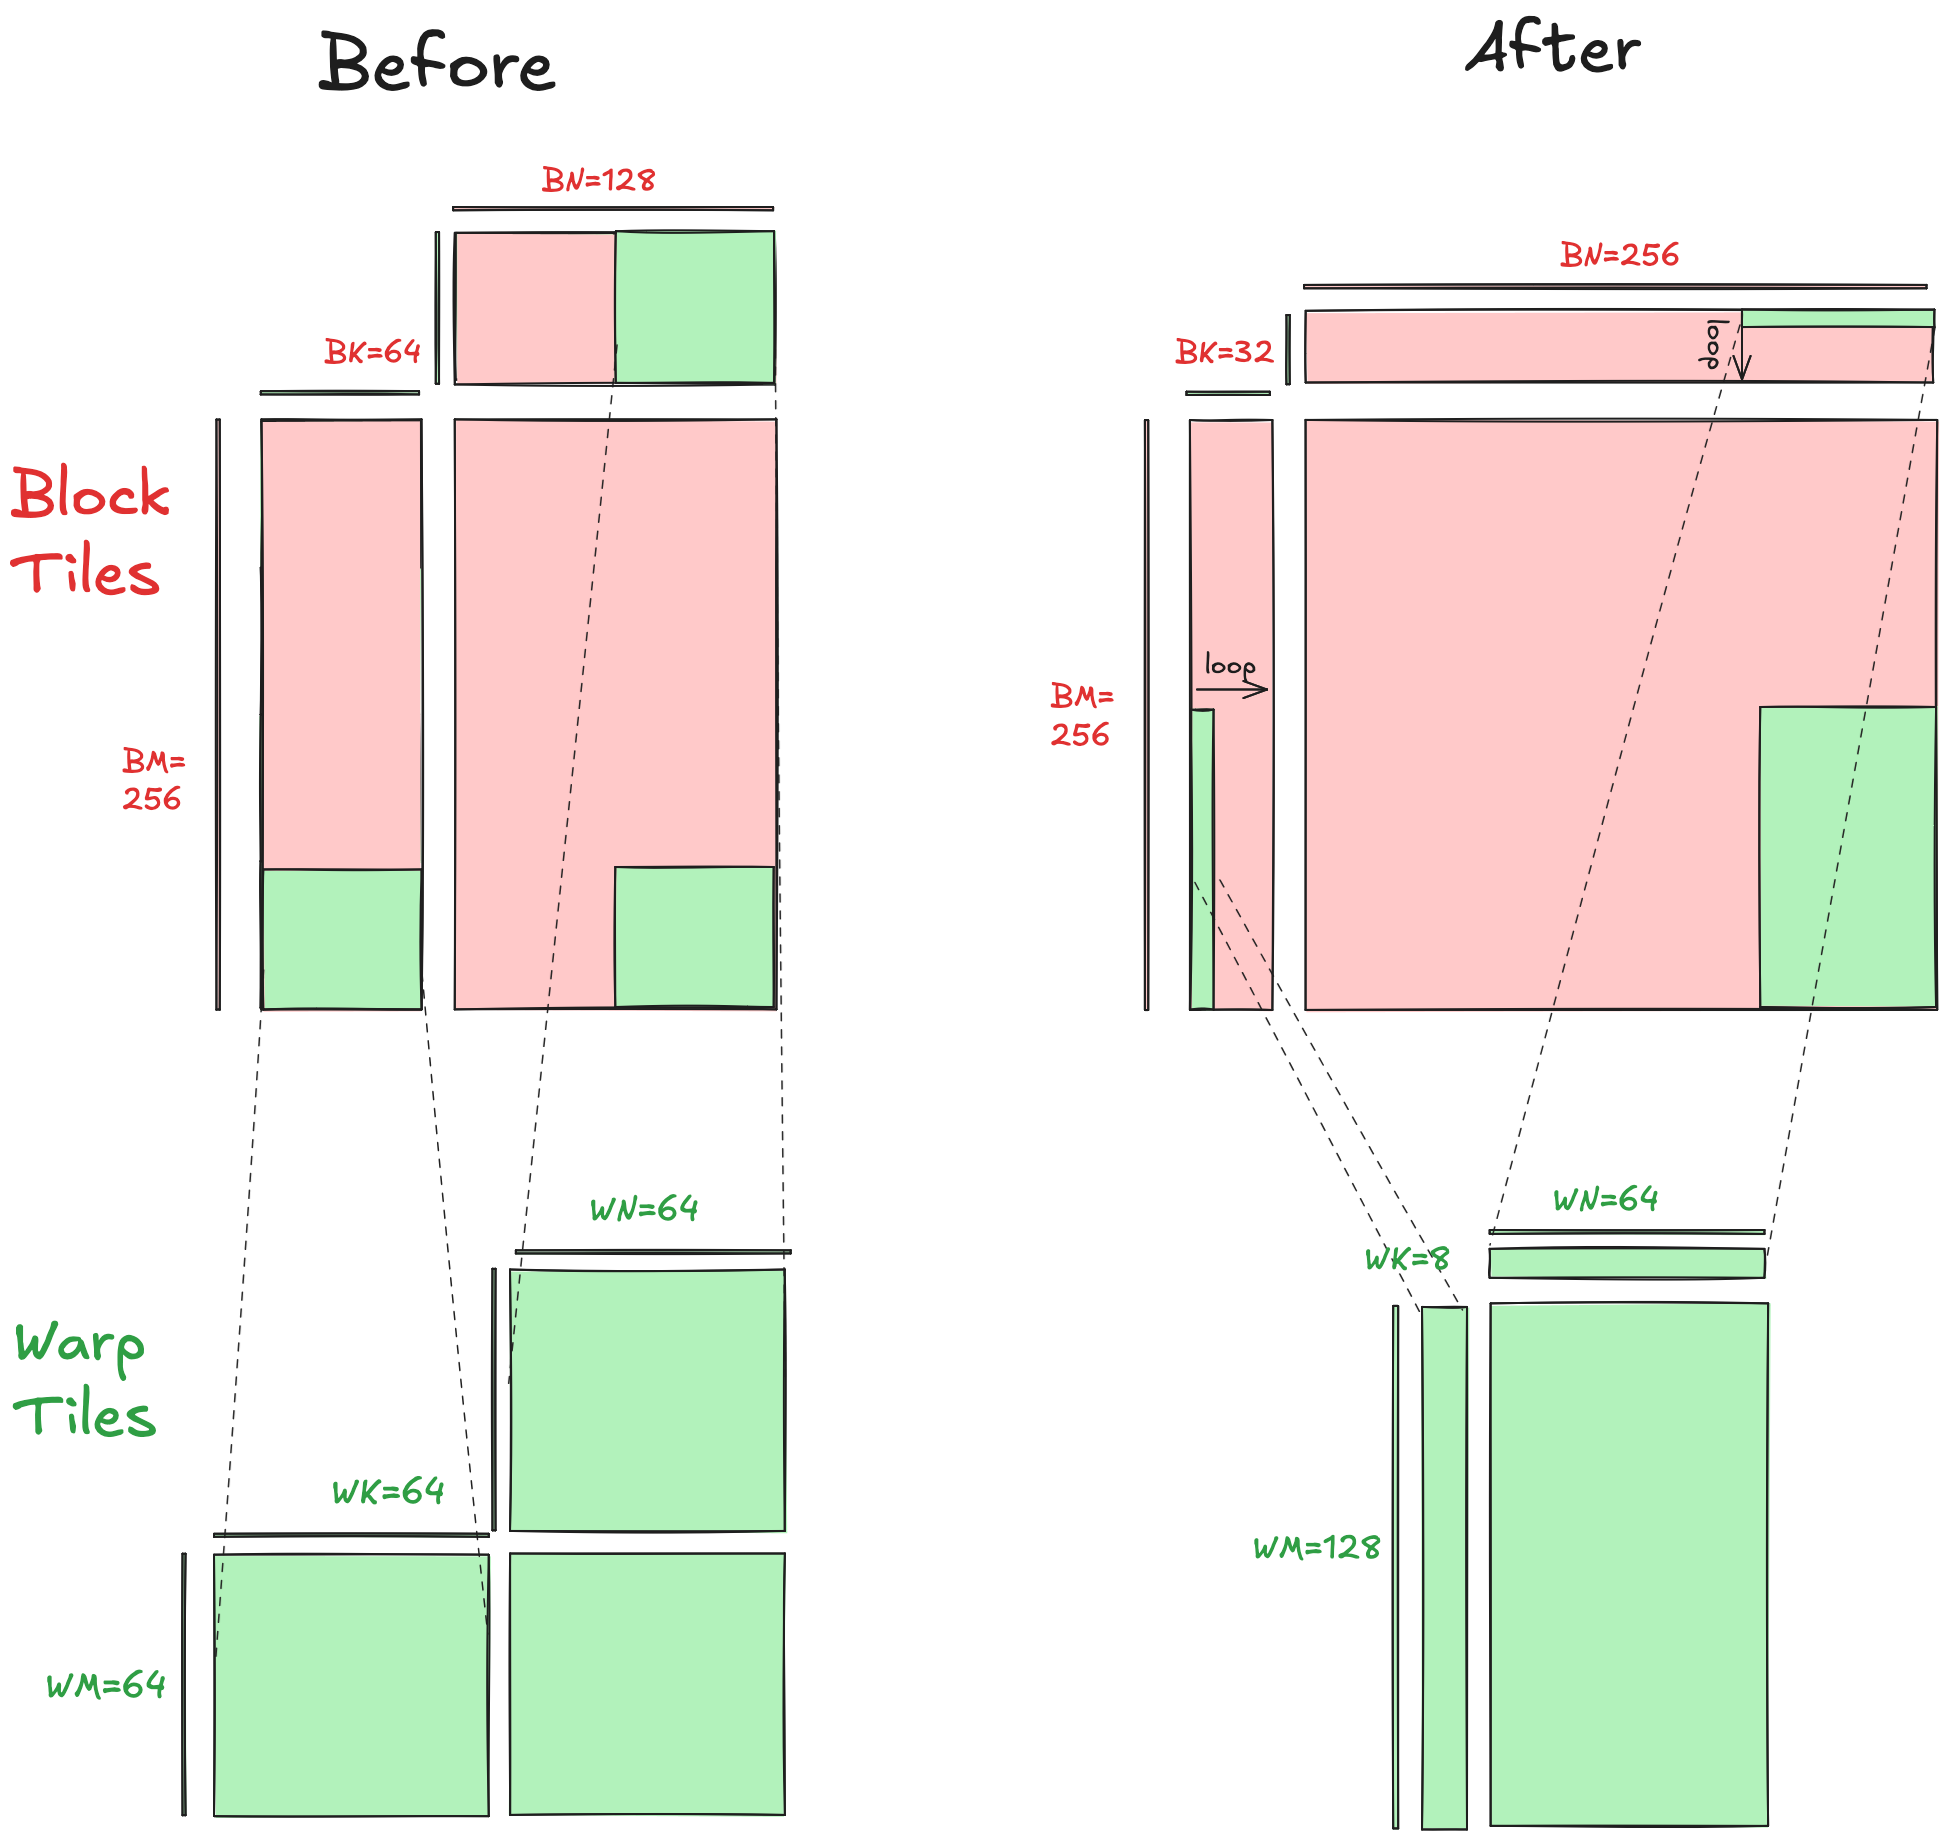 Before
After
BN=128
BN=256
BK=64
BK=32
loop
Block
Tiles
loop
BM=
256
BM=
256
WN=64
WN=64
WK=8
Warp
Tiles
WK=64
WM=128
WM=64